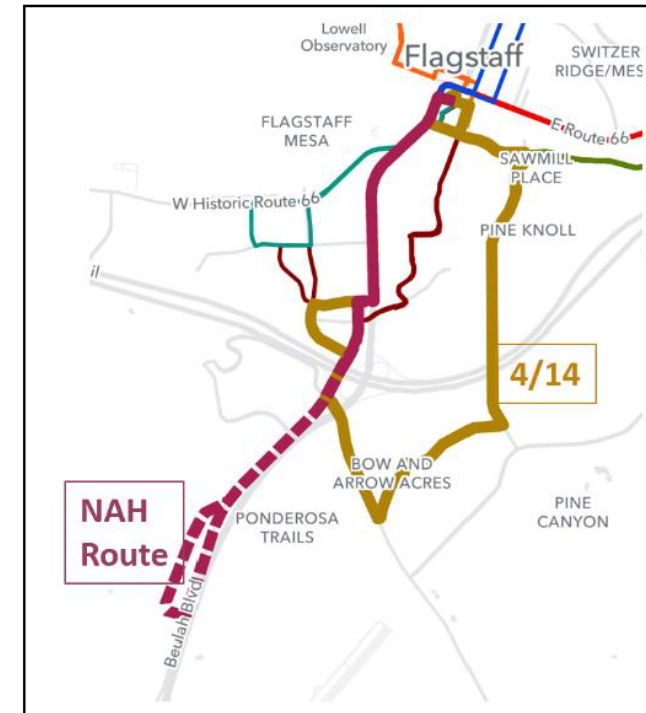 Lowell
Observatory
Flagstaff
SWITZER
RIDGE/MES
FLAGSTAFF
MESA
E Route 66
SAWMILL
PLACE
W Historic Route 66
PINE KNOLL
il
4/14
BOW AND
ARROW ACRES
NAH
Route
PONDEROSA
TRAILS
PINE
CANYON
Beulah Blvd